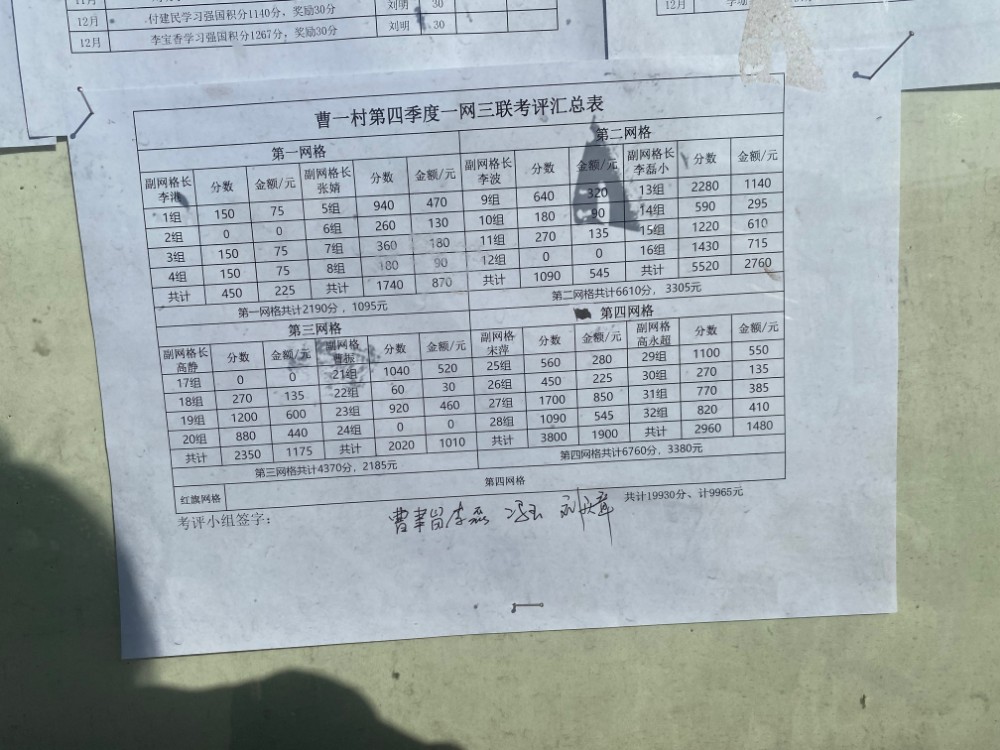 11月
12月 付建民学习强国积分1140分，奖励30分 刘明 30
12月 李宝香学习强国积分1267分，奖励30分 刘明 30
12月
曹一村第四季度一网三联考评汇总表
第一网格 第二网格
副网格长 分数 金额/元 副网格长张婧 分数 金额/元 副网格长李波 分数 金额/元 副网格长李磊小 分数 金额/元
1组 150 75 5组 940 470 9组 640 320 13组 2280 1140
2组 0 0 6组 260 130 10组 180 90 14组 590 295
3组 150 75 7组 360 180 11组 270 135 15组 1220 610
4组 150 75 8组 180 90 12组 0 0 16组 1430 715
共计 450 225 共计 1740 870 共计 1090 545 共计 5520 2760
第一网格共计2190分，1095元 第二网格共计6610分，3305元
第三网格 第四网格
副网格长高静 分数 金额/元 副网格长曹振 分数 金额/元 副网格宋萍 分数 金额/元 副网格高永超 分数 金额/元
17组 0 0 21组 1040 520 25组 560 280 29组 1100 550
18组 270 135 22组 60 30 26组 450 225 30组 270 135
19组 1200 600 23组 920 460 27组 1700 850 31组 770 385
20组 880 440 24组 0 0 28组 1090 545 32组 820 410
共计 2350 1175 共计 2020 1010 共计 3800 1900 共计 2960 1480
第三网格共计4370分，2185元 第四网格共计6760分，3380元
红旗网格 第四网格
共计19930分、计9965元
考评小组签字：